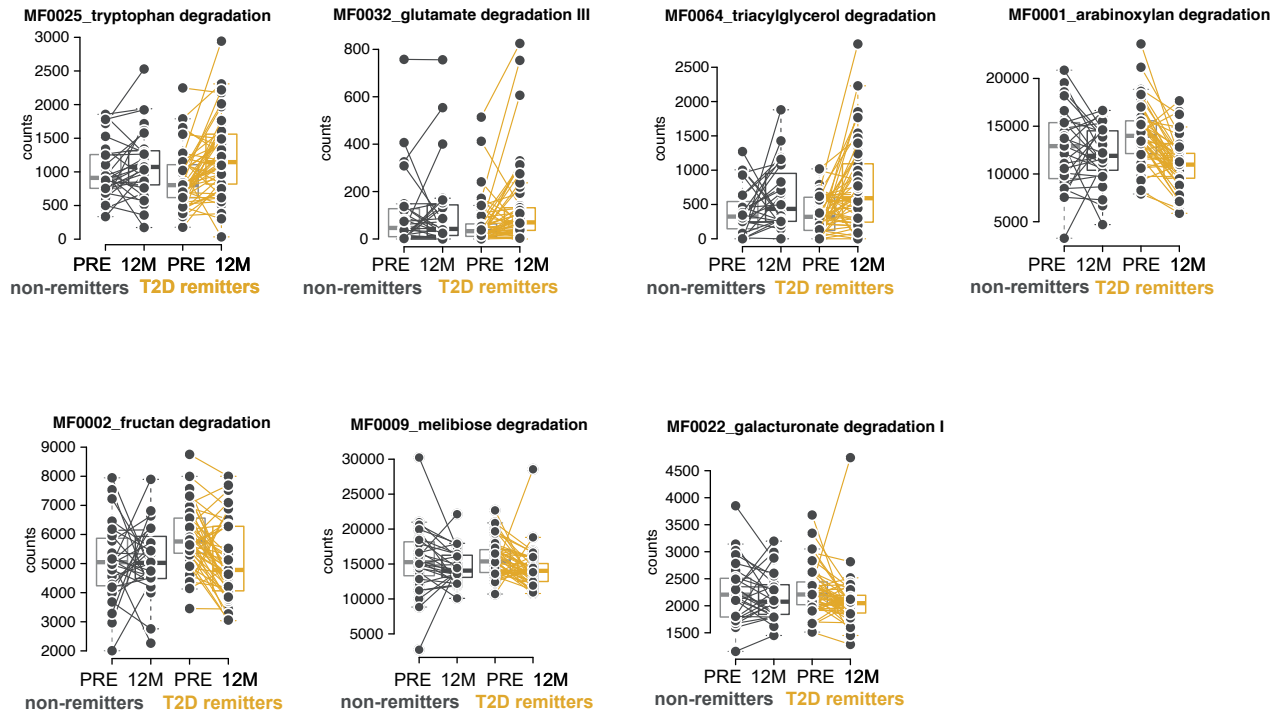 MF0025_tryptophan degradation
counts
3000
2500
2000
1500
1000
500
0
PRE 12M PRE 12M
non-remitters T2D remitters
MF0032_glutamate degradation III
counts
800
600
400
200
0
PRE 12M PRE 12M
non-remitters T2D remitters
MF0064_triacylglycerol degradation
counts
2500
2000
1500
1000
500
0
PRE 12M PRE 12M
non-remitters T2D remitters
MF0001_arabinoxylan degradation
counts
20000
15000
10000
5000
PRE 12M PRE 12M
non-remitters T2D remitters
MF0002_fructan degradation
counts
9000
8000
7000
6000
5000
4000
3000
2000
PRE 12M PRE 12M
non-remitters T2D remitters
MF0009_melibiose degradation
counts
30000
25000
20000
15000
10000
5000
PRE 12M PRE 12M
non-remitters T2D remitters
MF0022_galacturonate degradation I
counts
4500
4000
3500
3000
2500
2000
1500
PRE 12M PRE 12M
non-remitters T2D remitters